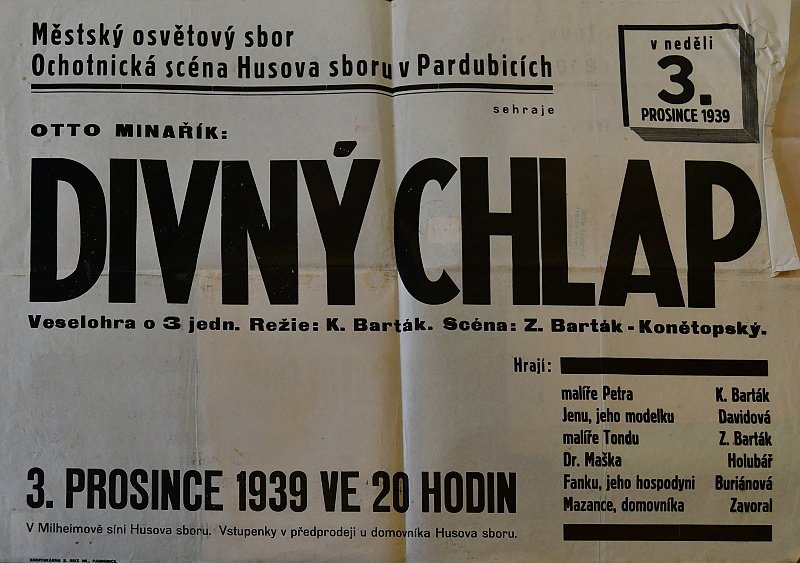 Městský osvětový sbor
Ochotnická scéna Husova sboru v Pardubicích
v neděli
3.
PROSINCE 1939
sehraje
OTTO MINAŘÍK:
DIVNÝ CHLAP
Veselohra o 3 jedn. Režie: K. Barták. Scéna: Z. Barták - Konětopský.
Hrají:
malíře Petra K. Barták
Jenu, jeho modelku Davidová
malíře Tondu Z. Barták
Dr. Maška Holubář
Fanku, jeho hospodyni Buriánová
Mazance, domovníka Zavoral
3. PROSINCE 1939 VE 20 HODIN
V Milheimově síni Husova sboru. Vstupenky v předprodeji u domovníka Husova sboru.